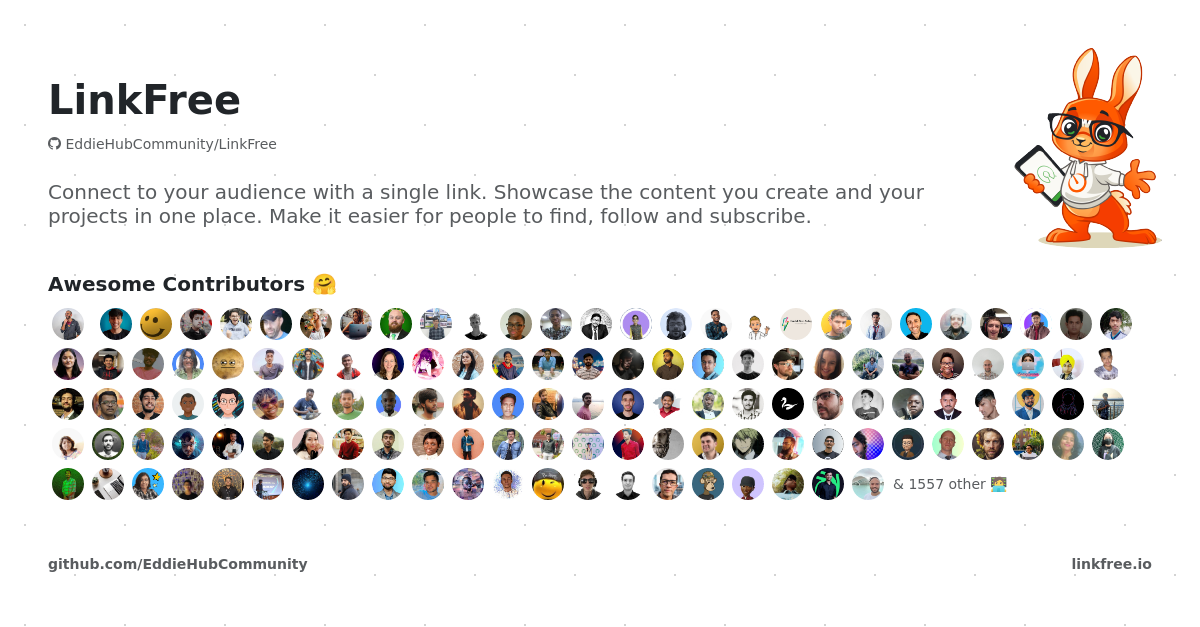 LinkFree
EddieHubCommunity/LinkFree
Connect to your audience with a single link. Showcase the content you create and your
projects in one place. Make it easier for people to find, follow and subscribe.
Awesome Contributors 🤗
& 1557 other 🧑‍💻
github.com/EddieHubCommunity
linkfree.io